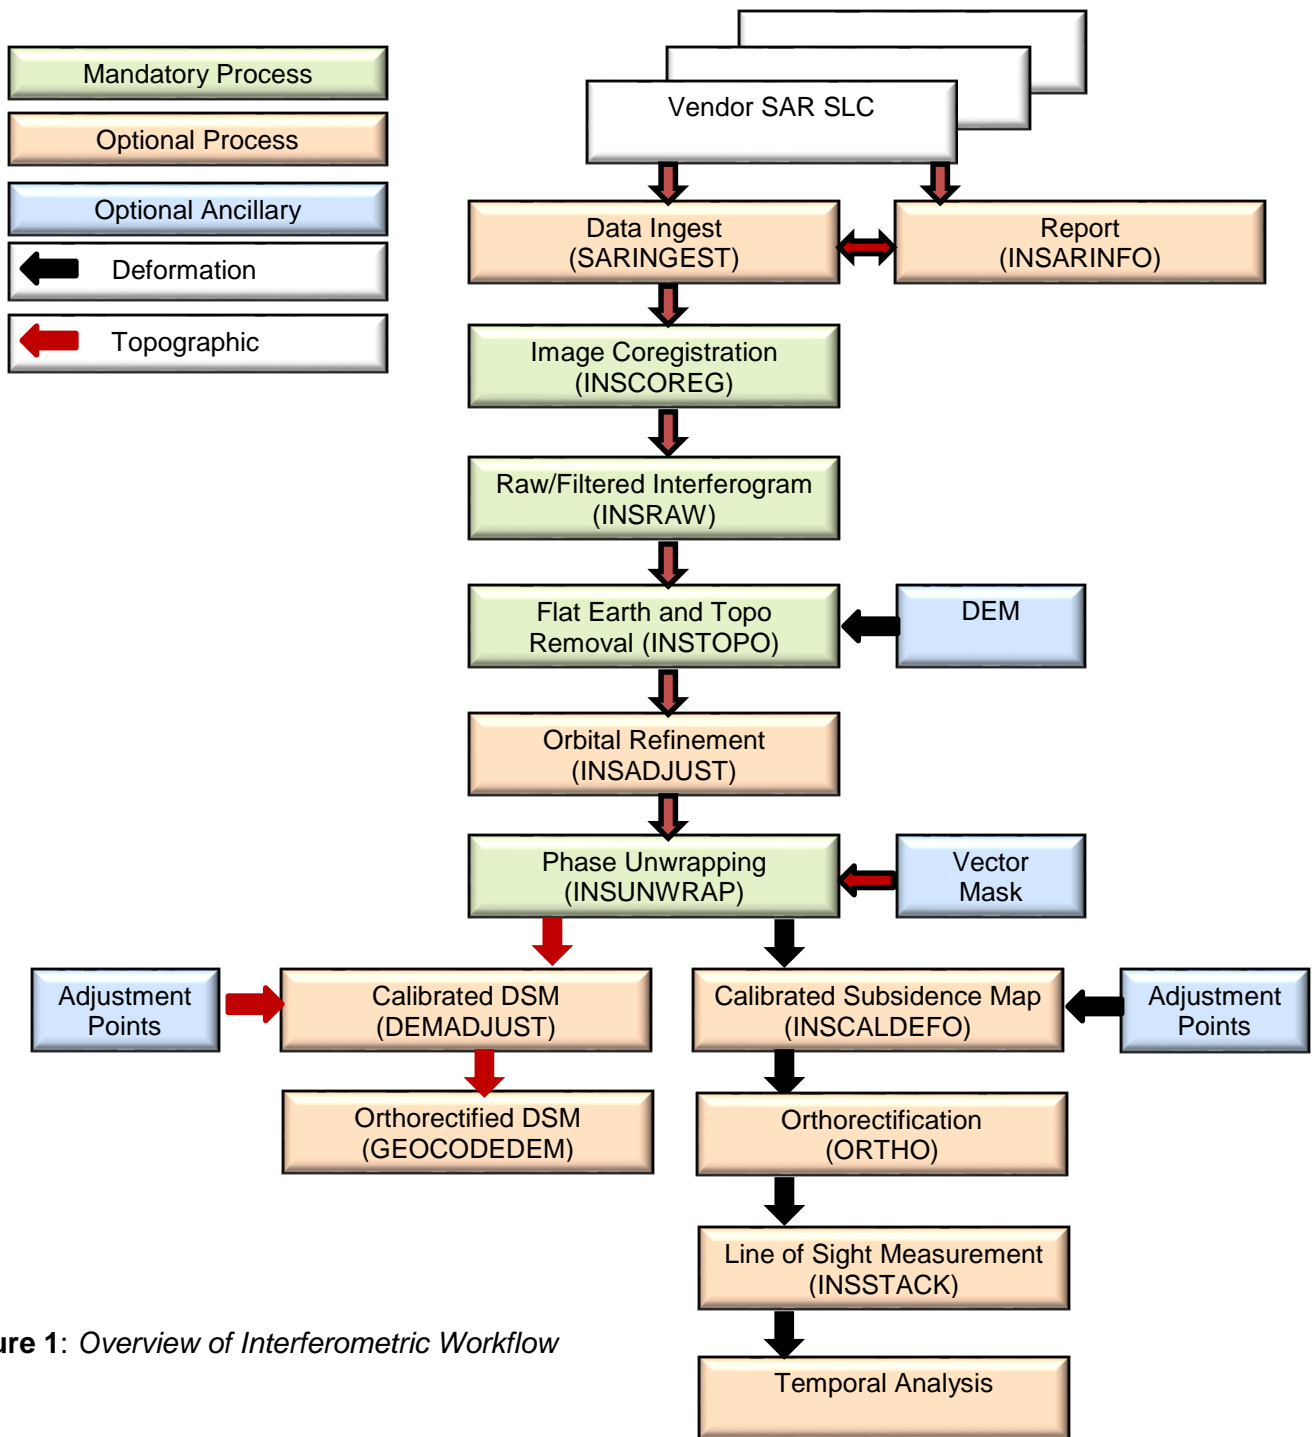 Mandatory Process
Optional Process
Optional Ancillary
Deformation
Topographic
Vendor SAR SLC
Data Ingest
(SARINGEST)
Report
(INSARINFO)
Image Coregistration
(INSCOREG)
Raw/Filtered Interferogram
(INSRAW)
Flat Earth and Topo
Removal (INSTOPO)
DEM
Orbital Refinement
(INSADJUST)
Phase Unwrapping
(INSUNWRAP)
Vector
Mask
Adjustment
Points
Calibrated DSM
(DEMADJUST)
Calibrated Subsidence Map
(INSCALDEFO)
Adjustment
Points
Orthorectified DSM
(GEOCODEDEM)
Orthorectification
(ORTHO)
Line of Sight Measurement
(INSSTACK)
ure 1: Overview of Interferometric Workflow
Temporal Analysis